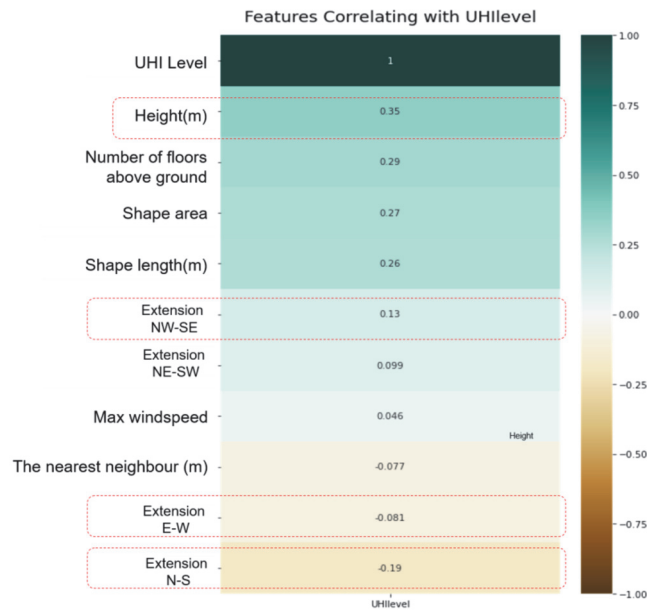 Features Correlating with UHIlevel
UHI Level
1
Height(m)
0.35
Number of floors
above ground
0.29
Shape area
0.27
Shape length(m)
0.26
Extension
NW-SE
0.13
Extension
NE-SW
0.099
Max windspeed
0.046
Height
The nearest neighbour (m)
-0.077
Extension
E-W
-0.081
Extension
N-S
-0.19
UHIlevel
1.00
0.75
0.50
0.25
0.00
−0.25
−0.50
−0.75
−1.00